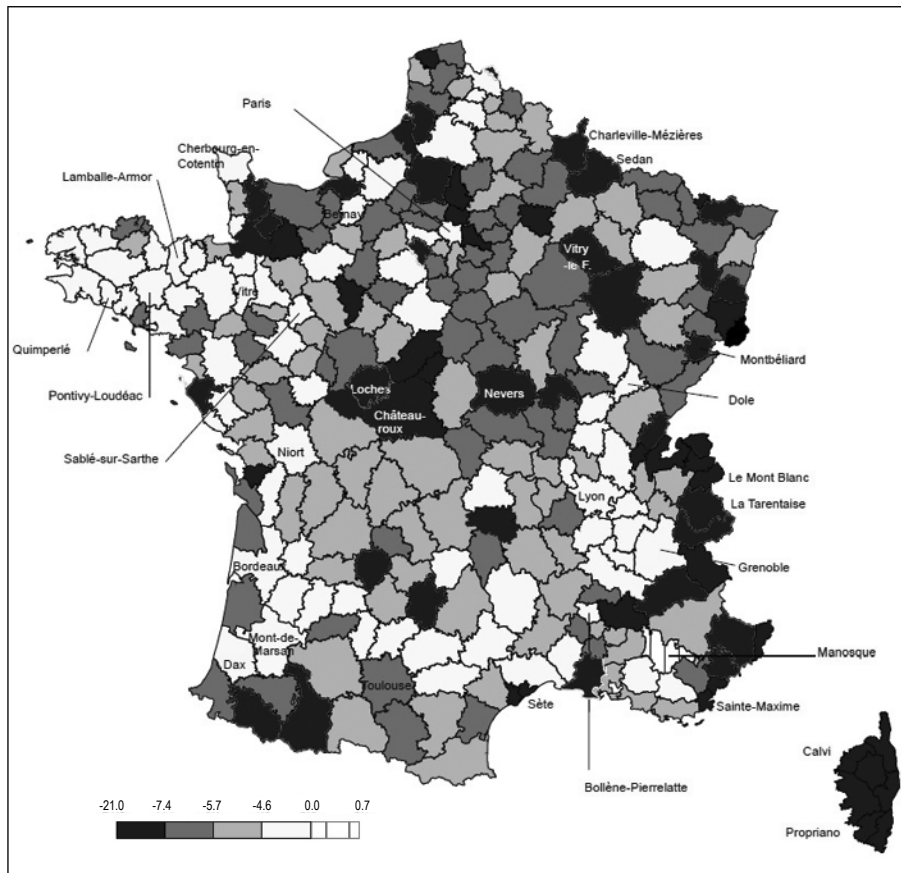 Paris
Charleville-Mézières
Cherbourg-en-
Cotentin
Sedan
Lamballe-Armor
Bernay
Vitry
-le-F.
Vitré
Quimperlé
Montbéliard
Pontivy-Loudéac
Loches
Nevers
Dole
Château-
roux
Sablé-sur-Sarthe
Niort
Le Mont Blanc
Lyon
La Tarentaise
Bordeaux
Grenoble
Mont-de-
Marsan
Manosque
Dax
Toulouse
Sète
Sainte-Maxime
Calvi
Bollène-Pierrelatte
-21.0 -7.4 -5.7 -4.6 0.0 0.7
Propriano